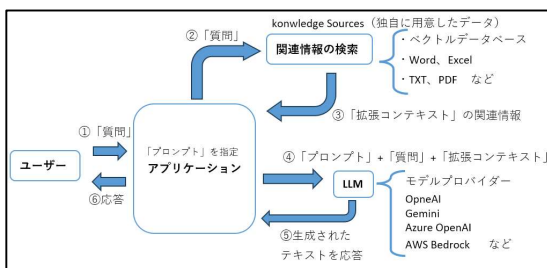 konwledge Sources(独自に用意したデータ)
②「質問」
関連情報の検索
・ベクトルデータベース
・Word、Excel
・TXT、PDF など
③「拡張コンテキスト」の関連情報
①「質問」
「プロンプト」を指定
アプリケーション
ユーザー
⑥応答
④「プロンプト」+「質問」+「拡張コンテキスト」
LLM
モデルプロバイダー
OpneAI
Gemini
Azure OpenAI
AWS Bedrock など
⑤生成された
テキストを応答